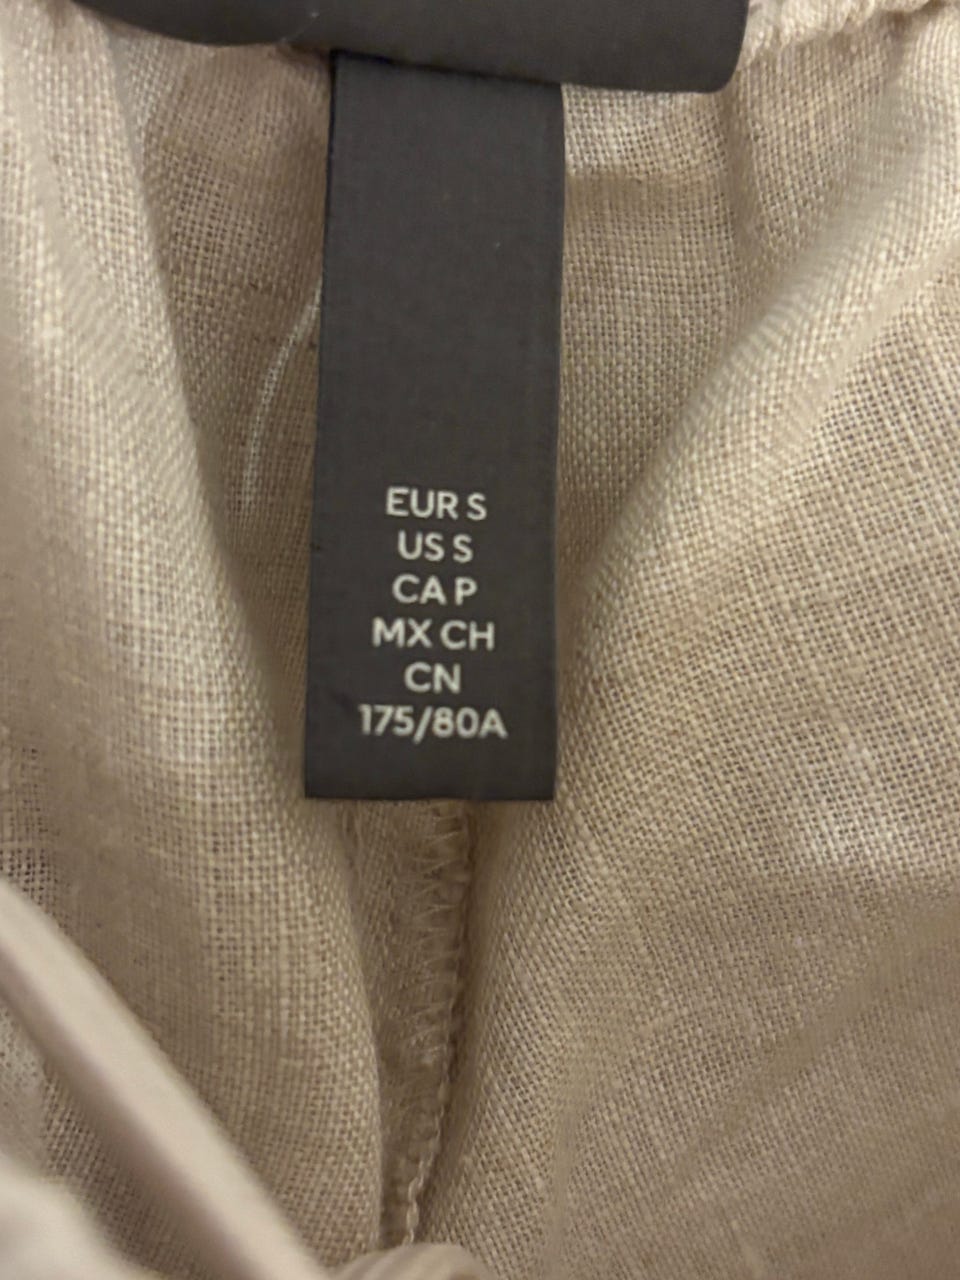 EUR S
US S
CA P
MX CH
CN
175/80A